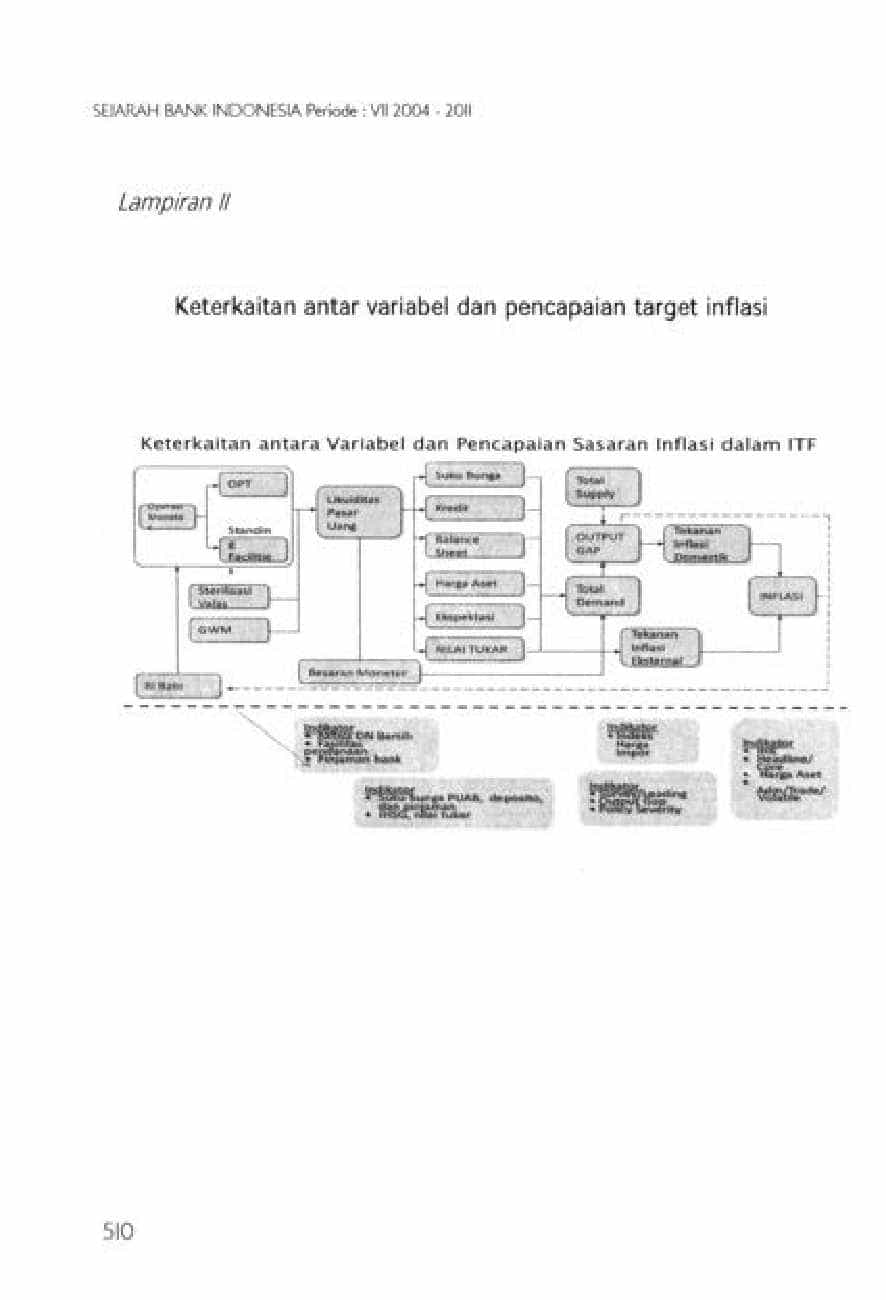 SEJARAH BANK INDONESIA Periode : VII 2004 - 2011
Lampiran II
Keterkaitan antar variabel dan pencapaian target inflasi
Keterkaitan antara Variabel dan Pencapaian Sasaran Inflasi dalam ITF
OPT
Operasi
Moneter
Standin
g
Facilitie
Sterilisasi
Valas
GWM
BI Rate
Likuiditas
Pasar
Uang
Besaran Moneter
Suku Bunga
Kredit
Balance
Sheet
Harga Aset
Ekspektasi
NILAI TUKAR
Total
Supply
OUTPUT
GAP
Total
Demand
Tekanan
Inflasi
Domestik
Tekanan
Inflasi
Eksternal
INFLASI
Indikator
DN Bersih
• Fasilitas
• Pinjaman bank
Indikator
• Suku bunga PUAB, deposito,
dan pinjaman
• IHSG, nilai tukar
Indikator
• Indeks
Harga
Impor
Indikator
Leading
• Output Gap
• Policy Severity
Indikator
• IHK
• Headline/
Core
• Harga Aset
•
Adm/Trade/
Volatile
510